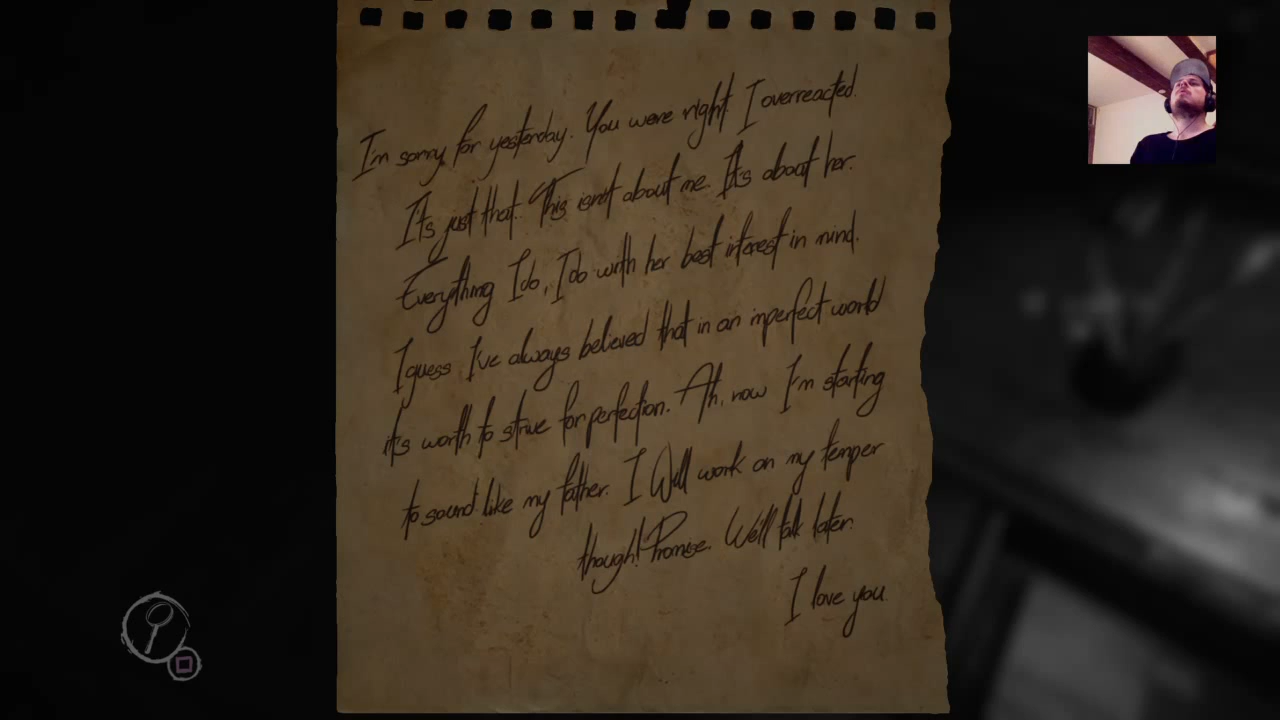 I'm sorry for yesterday. You were right I overreacted.
It's just that. This isn't about me. It's about her.
Everything I do, I do with her best interest in mind.
I guess I've always believed that in an imperfect world
it's worth to strive for perfection. Ah, now I'm starting
to sound like my father. I Will work on my temper
though! Promise. We'll talk later.
I love you.